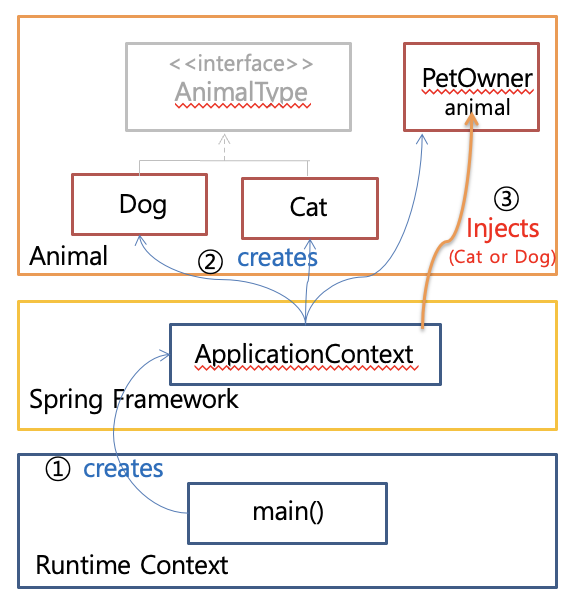 <<interface>>
AnimalType
PetOwner
animal
Dog
Cat
③
Injects
(Cat or Dog)
② creates
Animal
ApplicationContext
Spring Framework
① creates
main()
Runtime Context